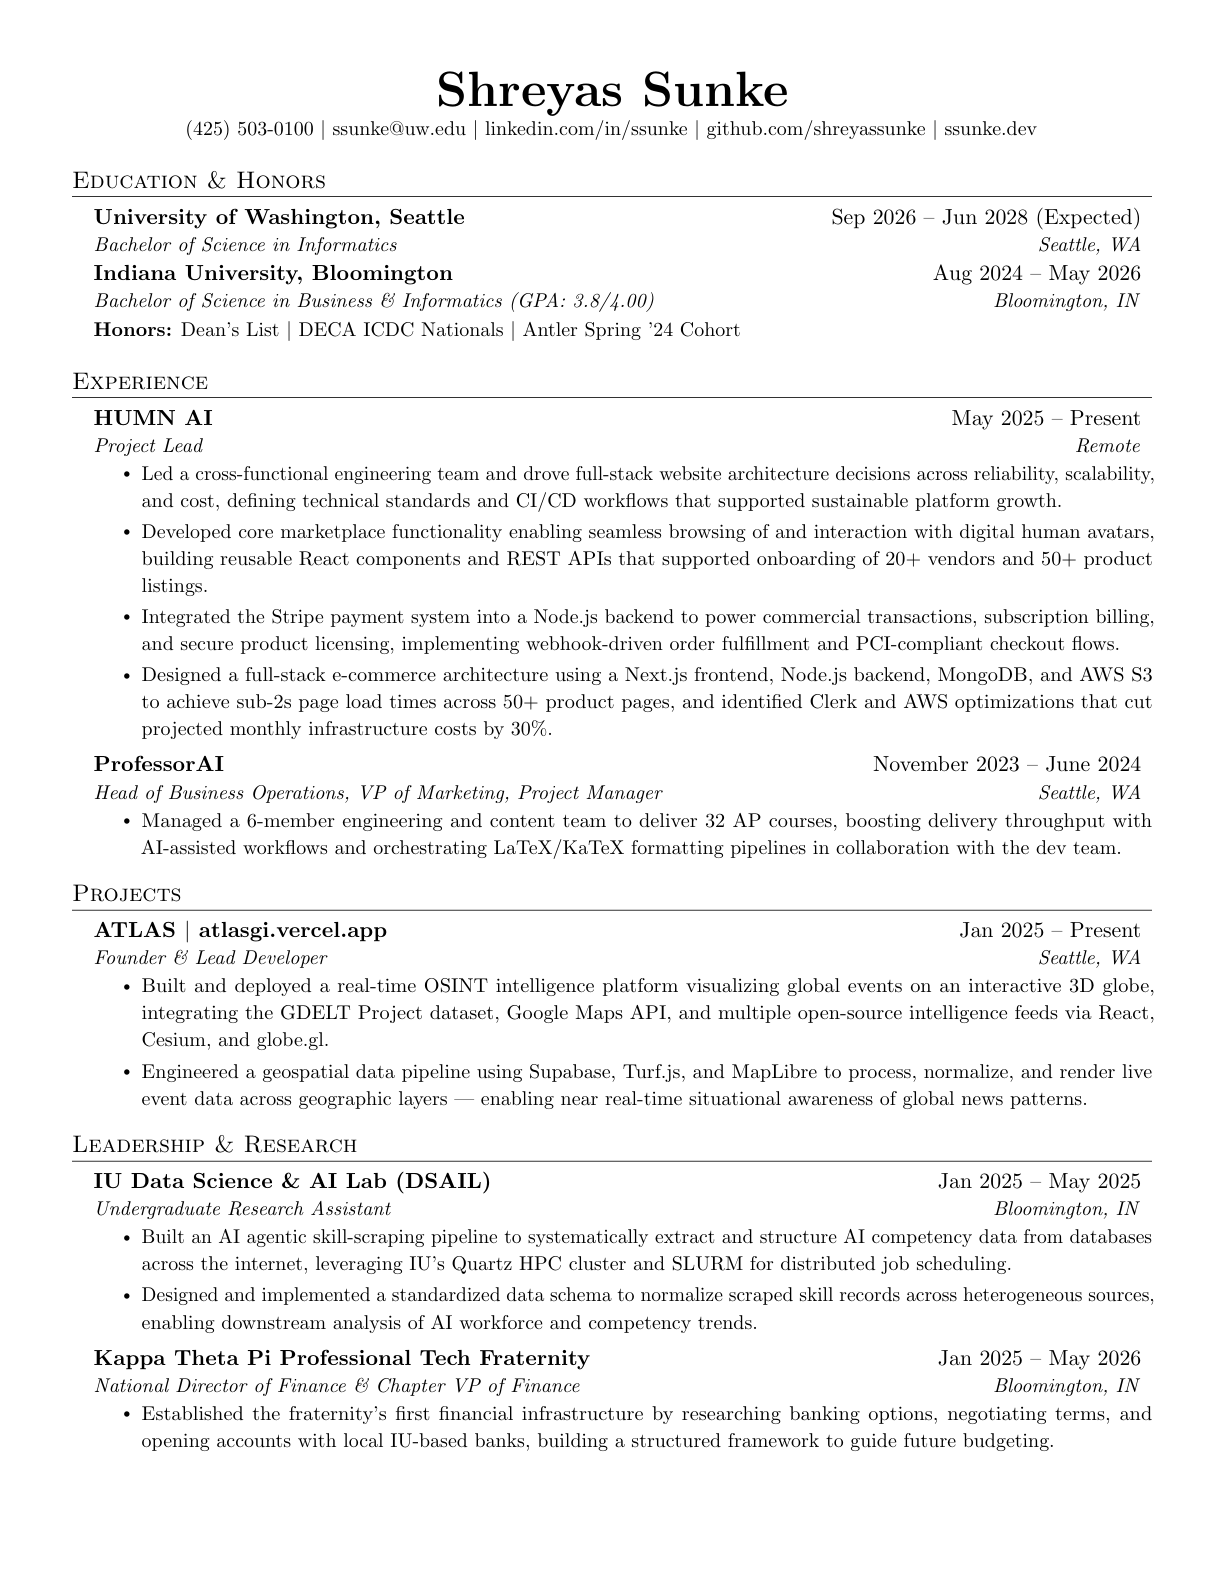 Shreyas Sunke
(425) 503-0100 | ssunke@uw.edu | linkedin.com/in/ssunke | github.com/shreyassunke | ssunke.dev
Education & Honors
University of Washington, Seattle Sep 2026 – Jun 2028 (Expected)
Bachelor of Science in Informatics Seattle, WA
Indiana University, Bloomington Aug 2024 – May 2026
Bachelor of Science in Business & Informatics (GPA: 3.8/4.00) Bloomington, IN
Honors: Dean's List | DECA ICDC Nationals | Antler Spring '24 Cohort
Experience
HUMN AI May 2025 – Present
Project Lead Remote
• Led a cross-functional engineering team and drove full-stack website architecture decisions across reliability, scalability,
and cost, defining technical standards and CI/CD workflows that supported sustainable platform growth.
• Developed core marketplace functionality enabling seamless browsing of and interaction with digital human avatars,
building reusable React components and REST APIs that supported onboarding of 20+ vendors and 50+ product
listings.
• Integrated the Stripe payment system into a Node.js backend to power commercial transactions, subscription billing,
and secure product licensing, implementing webhook-driven order fulfillment and PCI-compliant checkout flows.
• Designed a full-stack e-commerce architecture using a Next.js frontend, Node.js backend, MongoDB, and AWS S3
to achieve sub-2s page load times across 50+ product pages, and identified Clerk and AWS optimizations that cut
projected monthly infrastructure costs by 30%.
ProfessorAI November 2023 – June 2024
Head of Business Operations, VP of Marketing, Project Manager Seattle, WA
• Managed a 6-member engineering and content team to deliver 32 AP courses, boosting delivery throughput with
AI-assisted workflows and orchestrating LaTeX/KaTeX formatting pipelines in collaboration with the dev team.
Projects
ATLAS | atlasgi.vercel.app Jan 2025 – Present
Founder & Lead Developer Seattle, WA
• Built and deployed a real-time OSINT intelligence platform visualizing global events on an interactive 3D globe,
integrating the GDELT Project dataset, Google Maps API, and multiple open-source intelligence feeds via React,
Cesium, and globe.gl.
• Engineered a geospatial data pipeline using Supabase, Turf.js, and MapLibre to process, normalize, and render live
event data across geographic layers — enabling near real-time situational awareness of global news patterns.
Leadership & Research
IU Data Science & AI Lab (DSAIL) Jan 2025 – May 2025
Undergraduate Research Assistant Bloomington, IN
• Built an AI agentic skill-scraping pipeline to systematically extract and structure AI competency data from databases
across the internet, leveraging IU's Quartz HPC cluster and SLURM for distributed job scheduling.
• Designed and implemented a standardized data schema to normalize scraped skill records across heterogeneous sources,
enabling downstream analysis of AI workforce and competency trends.
Kappa Theta Pi Professional Tech Fraternity Jan 2025 – May 2026
National Director of Finance & Chapter VP of Finance Bloomington, IN
• Established the fraternity's first financial infrastructure by researching banking options, negotiating terms, and
opening accounts with local IU-based banks, building a structured framework to guide future budgeting.